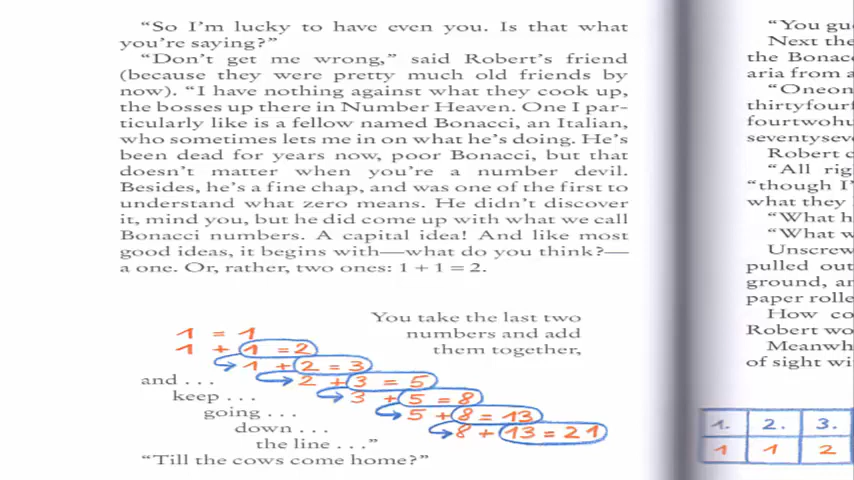 “So I’m lucky to have even you. Is that what
you’re saying?”
“Don’t get me wrong,” said Robert’s friend
(because they were pretty much old friends by
now). “I have nothing against what they cook up,
the bosses up there in Number Heaven. One I par-
ticularly like is a fellow named Bonacci, an Italian,
who sometimes lets me in on what he’s doing. He’s
been dead for years now, poor Bonacci, but that
doesn’t matter when you’re a number devil.
Besides, he’s a fine chap, and was one of the first to
understand what zero means. He didn’t discover
it, mind you, but he did come up with what we call
Bonacci numbers. A capital idea! And like most
good ideas, it begins with—what do you think?—
a one. Or, rather, two ones: 1 + 1 = 2.
You take the last two
numbers and add
them together,
1 = 1
1 + 1 = 2
1 + 2 = 3
2 + 3 = 5
3 + 5 = 8
5 + 8 = 13
8 + 13 = 21
and . . .
keep . . .
going . . .
down . . .
the line . . .”
“Till the cows come home?”
“You gu
Next the
the Bonac
aria from a
“Oneon
thirtyfourf
fourtwohu
seventyseve
Robert c
“All rig
“though I’
what they
“What h
“What w
Unscrew
pulled out
ground, an
paper rolle
How co
Robert wo
Meanwh
of sight wi
1. 2. 3.
1 1 2